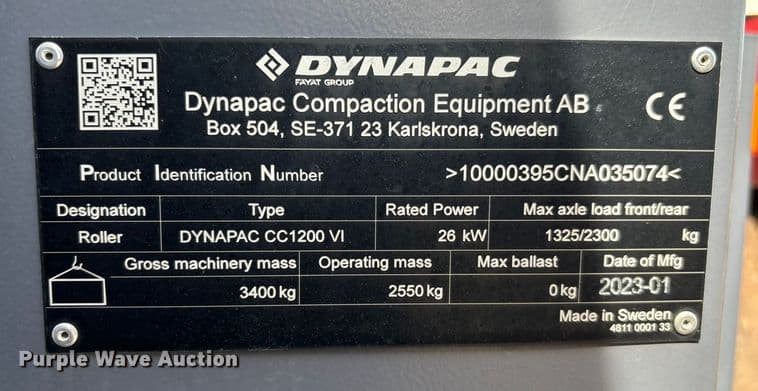 DYNAPAC
FAYAT GROUP
Dynapac Compaction Equipment AB
CE
Box 504, SE-371 23 Karlskrona, Sweden
Product Identification Number >10000395CNA035074<
Designation Type Rated Power Max axle load front/rear
Roller DYNAPAC CC1200 VI 26 kW 1325/2300 kg
Gross machinery mass Operating mass Max ballast Date of Mfg
3400 kg 2550 kg 0 kg 2023-01
Made in Sweden
4811 0001 33
Purple Wave Auction